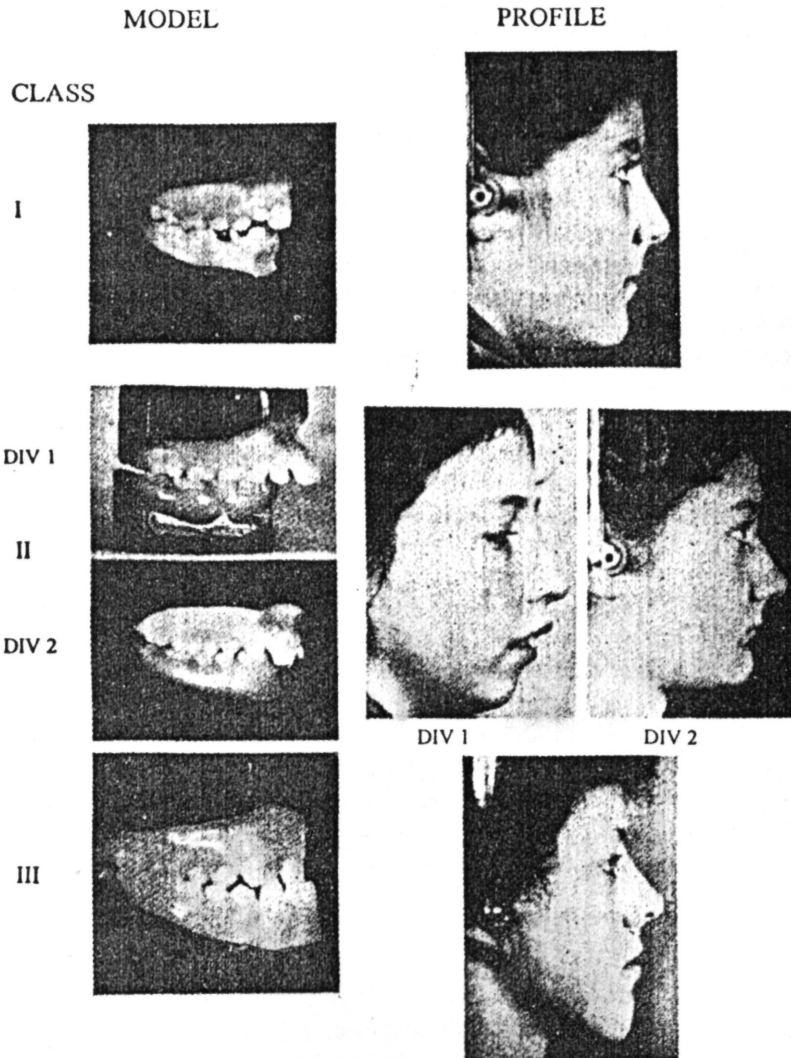 MODEL PROFILE
CLASS
I
DIV 1
II
DIV 2
DIV 1 DIV 2
III